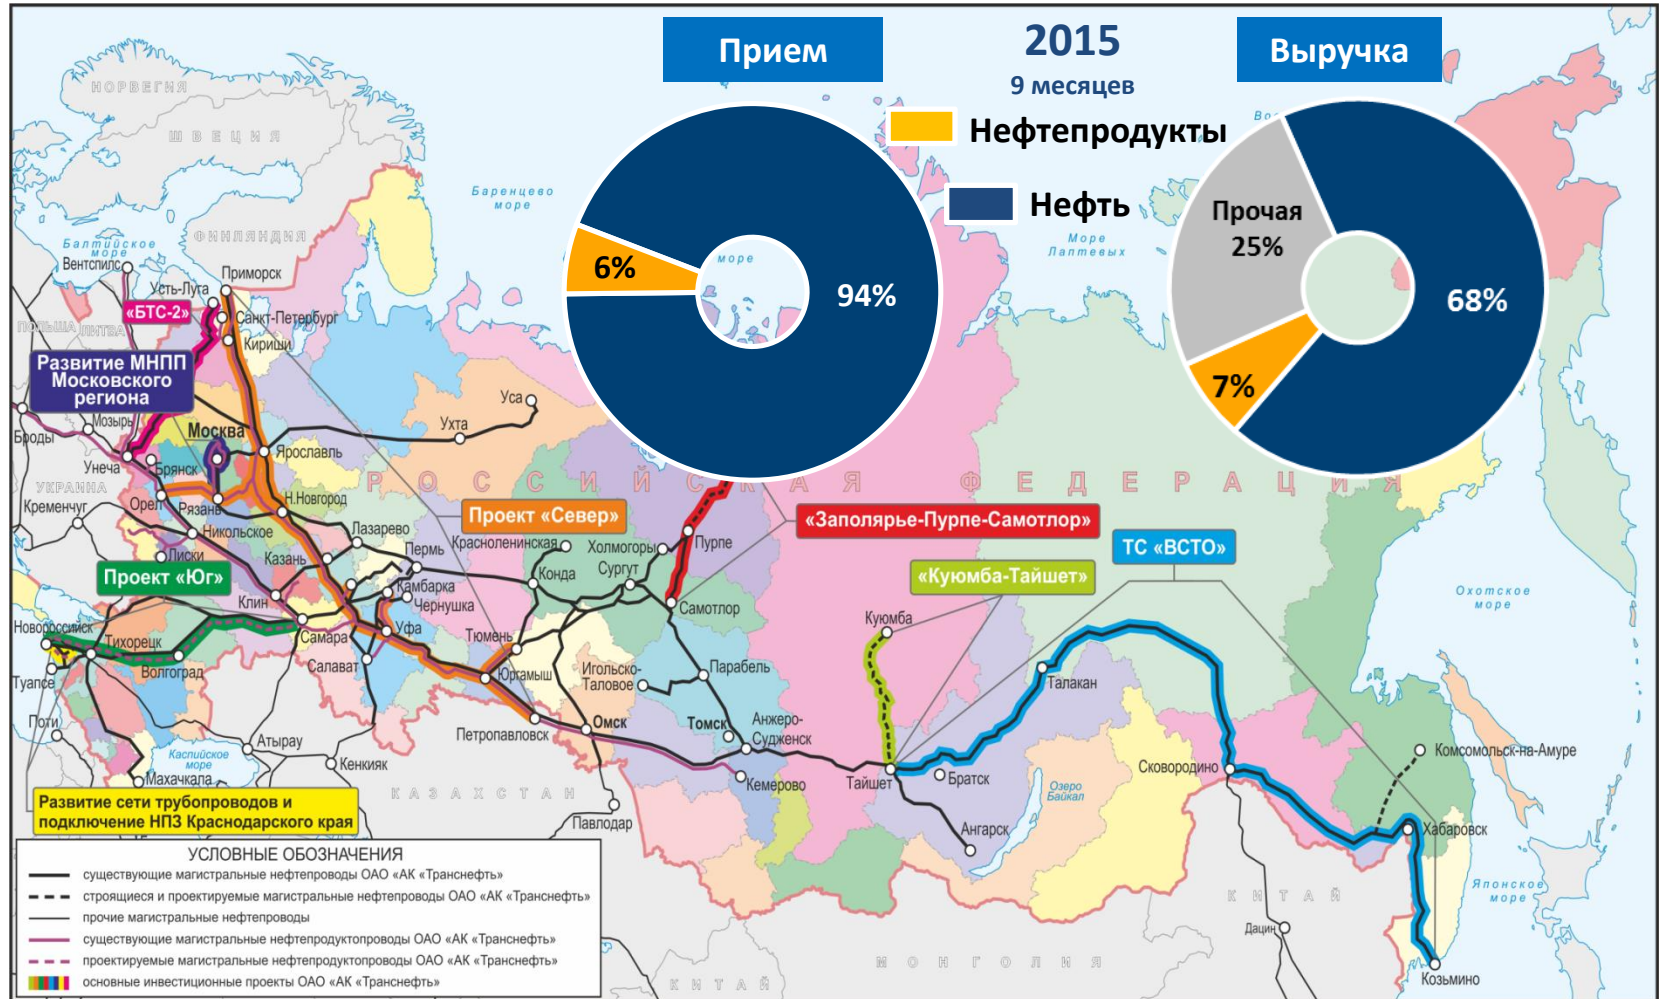 Прием
2015
9 месяцев
Выручка
Нефтепродукты
Нефть
6%
94%
Прочая
25%
68%
7%
НОРВЕГИЯ
ШВЕЦИЯ
ФИНЛЯНДИЯ
Баренцево
море
море
Море
Лаптевых
Вос
Балтийское
море
Вентспилс
Приморск
Усть-Луга
«БТС-2»
Санкт-Петербург
Кириши
ПОЛЬША
ЛИТВА
Развитие МНПП
Московского
региона
Уса
Ухта
Мозырь
Броды
Москва
Унеча
Брянск
Ярославль
РОССИЙСКАЯ ФЕДЕРАЦИЯ
УКРАИНА
Орел
Рязань
Н.Новгород
Кременчуг
Никольское
Лазарево
Проект «Север»
«Заполярье-Пурпе-Самотлор»
Красноленинская
Холмогоры
Пурпе
ТС «ВСТО»
Лиски
Казань
Пермь
Сургут
Проект «Юг»
Камбарка
Конда
«Куюмба-Тайшет»
Клин
Чернушка
Самотлор
Куюмба
Охотское
море
Новороссийск
Тихорецк
Самара
Уфа
Тюмень
Волгоград
Салават
Юргамыш
Игольско-
Таловое
Парабель
Талакан
Туапсе
Поти
Петропавловск
Омск
Томск
Анжеро-
Судженск
Атырау
Каспийское
море
Кенкияк
Махачкала
Кемерово
Тайшет
Братск
Сковородино
Комсомольск-на-Амуре
КАЗАХСТАН
Озеро
Байкал
Развитие сети трубопроводов и
подключение НПЗ Краснодарского края
Павлодар
Ангарск
Хабаровск
УСЛОВНЫЕ ОБОЗНАЧЕНИЯ
существующие магистральные нефтепроводы ОАО «АК «Транснефть»
строящиеся и проектируемые магистральные нефтепроводы ОАО «АК «Транснефть»
прочие магистральные нефтепроводы
существующие магистральные нефтепродуктопроводы ОАО «АК «Транснефть»
проектируемые магистральные нефтепродуктопроводы ОАО «АК «Транснефть»
основные инвестиционные проекты ОАО «АК «Транснефть»
КИТАЙ
Японское
море
Дацин
МОНГОЛИЯ
КИТАЙ
Козьмино